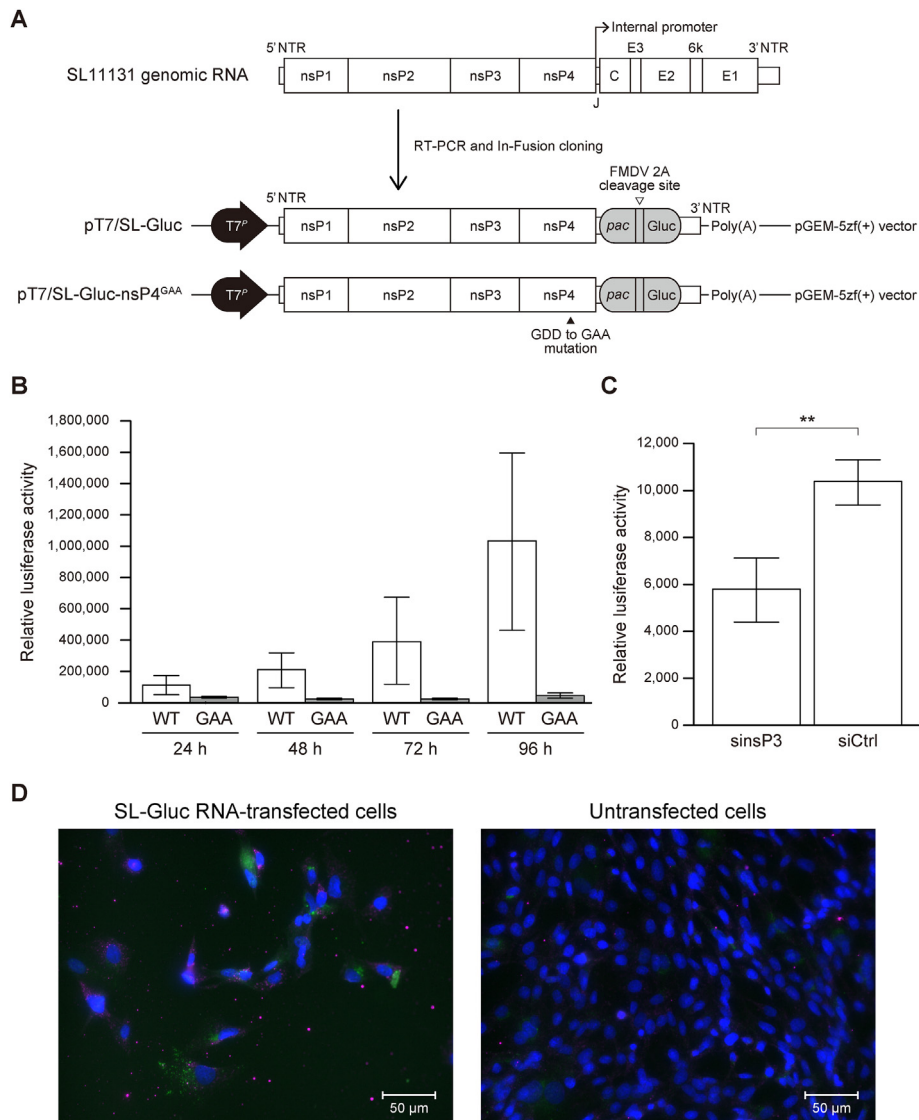 A
Internal promoter
5' NTR
E3
6k
3' NTR
SL11131 genomic RNA
nsP1
nsP2
nsP3
nsP4
C
E2
E1
J
RT-PCR and In-Fusion cloning
FMDV 2A
cleavage site
5' NTR
3' NTR
pT7/SL-Gluc
T7P
nsP1
nsP2
nsP3
nsP4
pac
Gluc
Poly(A)
pGEM-5zf(+) vector
pT7/SL-Gluc-nsP4GAA
T7P
nsP1
nsP2
nsP3
nsP4
pac
Gluc
Poly(A)
pGEM-5zf(+) vector
GDD to GAA
mutation
B
Relative lusiferase activity
1,800,000
1,600,000
1,400,000
1,200,000
1,000,000
800,000
600,000
400,000
200,000
0
WT GAA WT GAA WT GAA WT GAA
24 h 48 h 72 h 96 h
C
Relative lusiferase activity
**
12,000
10,000
8,000
6,000
4,000
2,000
0
sinsP3 siCtrl
D
SL-Gluc RNA-transfected cells
Untransfected cells
50 µm
50 µm